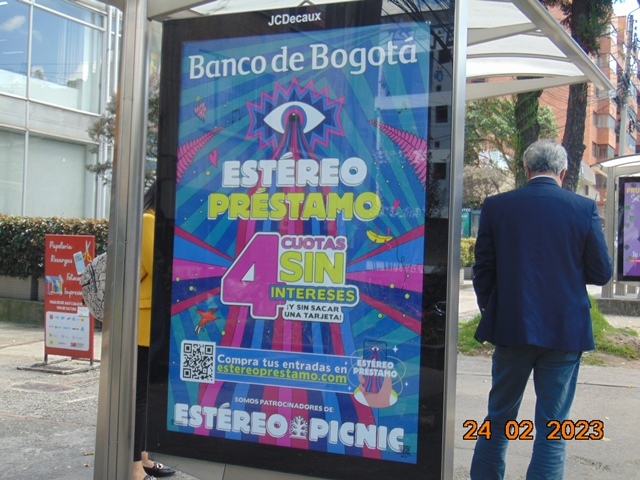 JCDecaux
Banco de Bogotá
ESTÉREO
PRÉSTAMO
4 CUOTAS
SIN
INTERESES
¡Y SIN SACAR
UNA TARJETA!
Compra tus entradas en
estereoprestamo.com
ESTÉREO
PRÉSTAMO
SOMOS PATROCINADORES DE
ESTÉREO PICNIC
Papelería
24 02 2023